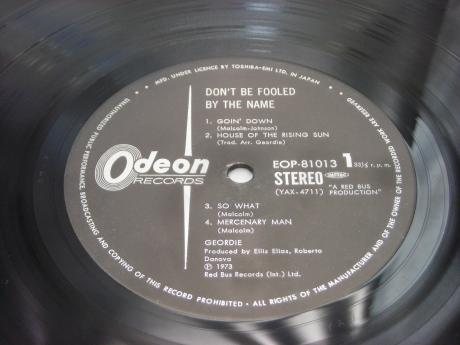 MFD. UNDER LICENCE BY TOSHIBA-EMI LTD. IN JAPAN
UNAUTHORIZED PUBLIC PERFORMANCE BROADCASTING AND COPYING OF THIS RECORD PROHIBITED · ALL RIGHTS OF THE MANUFACTURER AND OF THE OWNER OF THE RECORDED WORK ARE RESERVED
DON'T BE FOOLED
BY THE NAME
1. GOIN' DOWN
(Malcolm-Johnson)
2. HOUSE OF THE RISING SUN
(Trad. Arr. Geordie)
Odeon
RECORDS
EOP-81013 1 33⅓ r.p.m.
STEREO
(YAX-4711) "A RED BUS
PRODUCTION"
3. SO WHAT
(Malcolm)
4. MERCENARY MAN
(Malcolm)
GEORDIE
Produced by Ellis Elias, Roberto
Danova
Ⓟ 1973
Red Bus Records (Int.) Ltd.